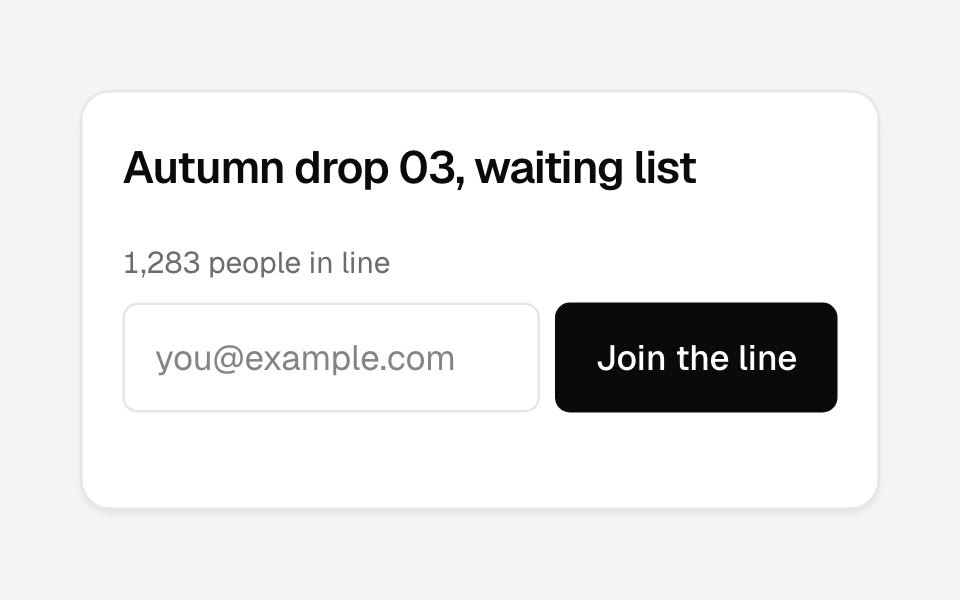 Autumn drop 03, waiting list
1,283 people in line
you@example.com
Join the line